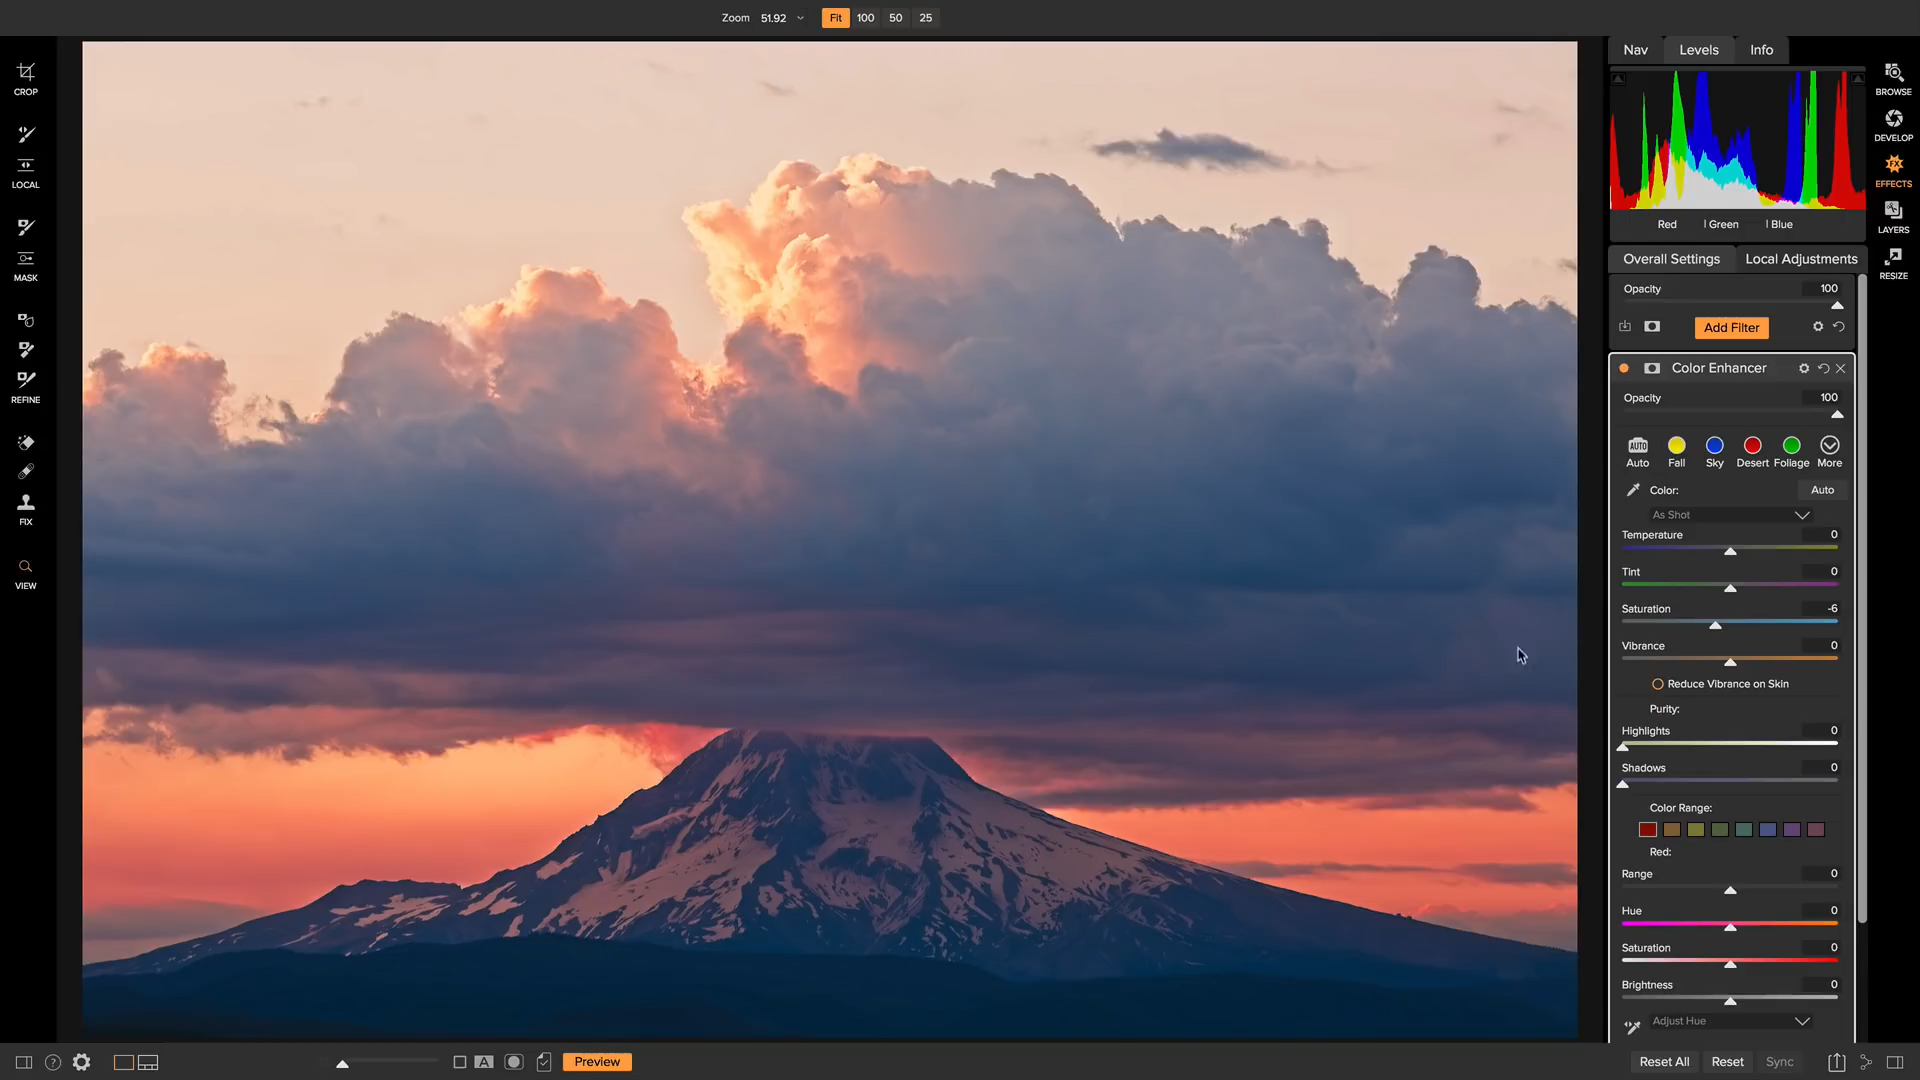 Zoom 51.92 Fit 100 50 25
CROP
LOCAL
MASK
REFINE
FIX
VIEW
Nav Levels Info
Red | Green | Blue
BROWSE
DEVELOP
FX
EFFECTS
LAYERS
RESIZE
Overall Settings Local Adjustments
Opacity 100
Add Filter
Color Enhancer
Opacity 100
AUTO
Auto Fall Sky Desert Foliage More
Color: Auto
As Shot
Temperature 0
Tint 0
Saturation -6
Vibrance 0
Reduce Vibrance on Skin
Purity:
Highlights 0
Shadows 0
Color Range:
Red:
Range 0
Hue 0
Saturation 0
Brightness 0
Adjust Hue
? A Preview
Reset All Reset Sync